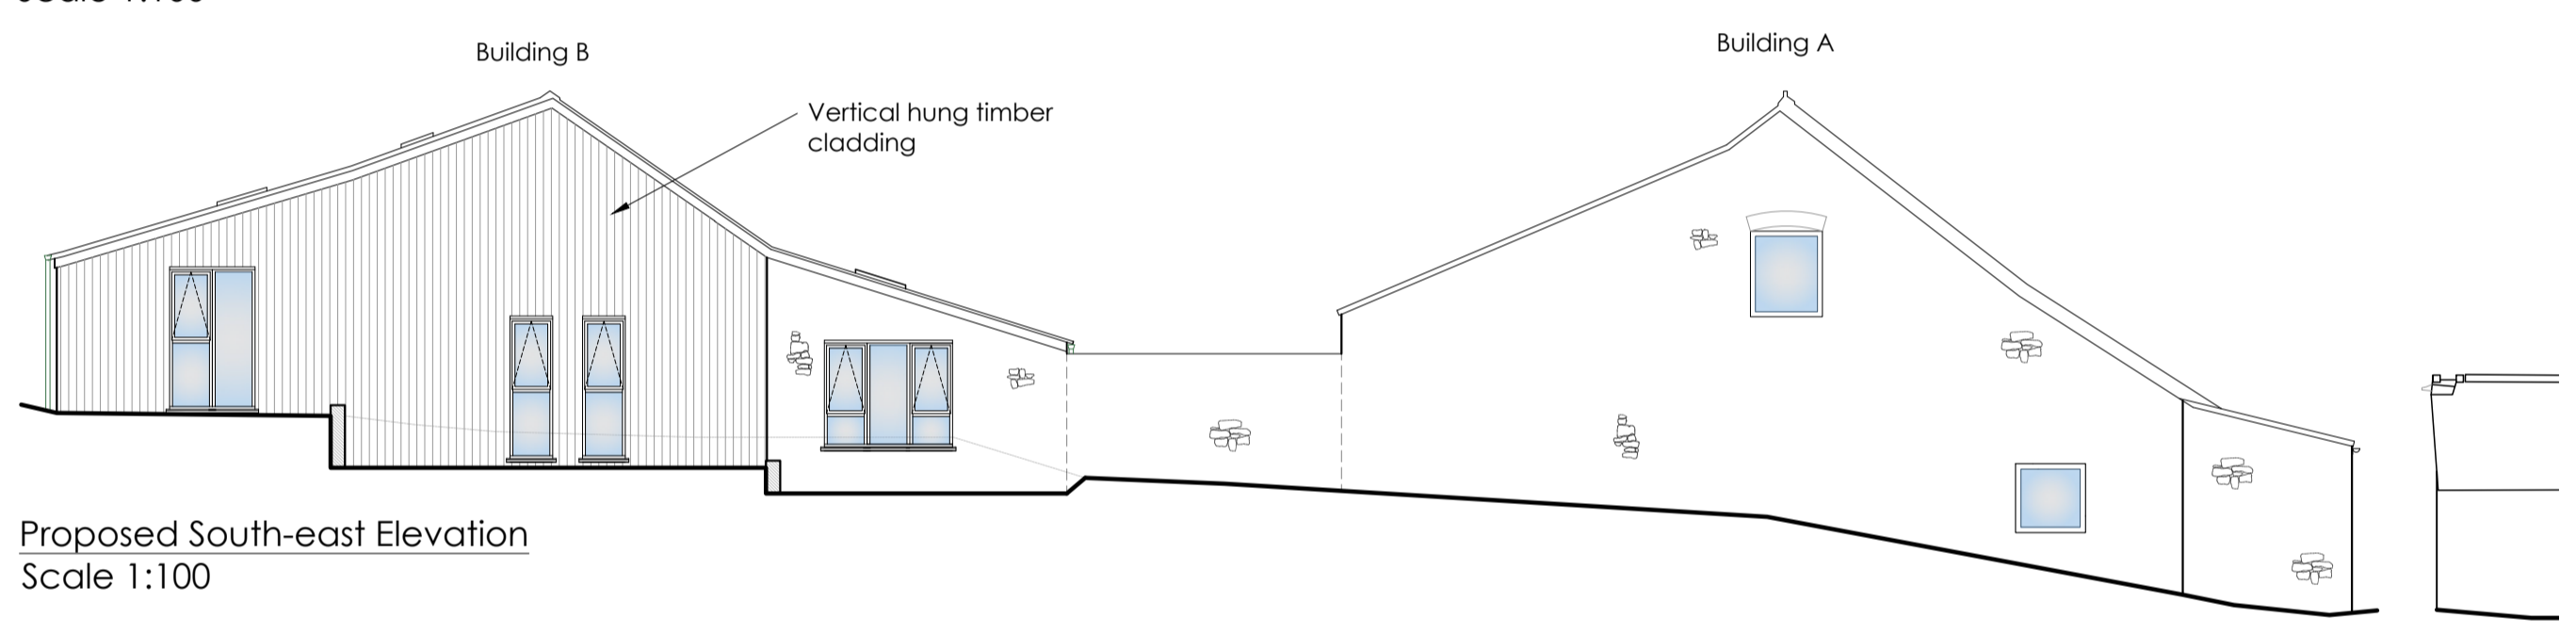 Building B
Building A
Vertical hung timber
cladding
Proposed South-east Elevation
Scale 1:100